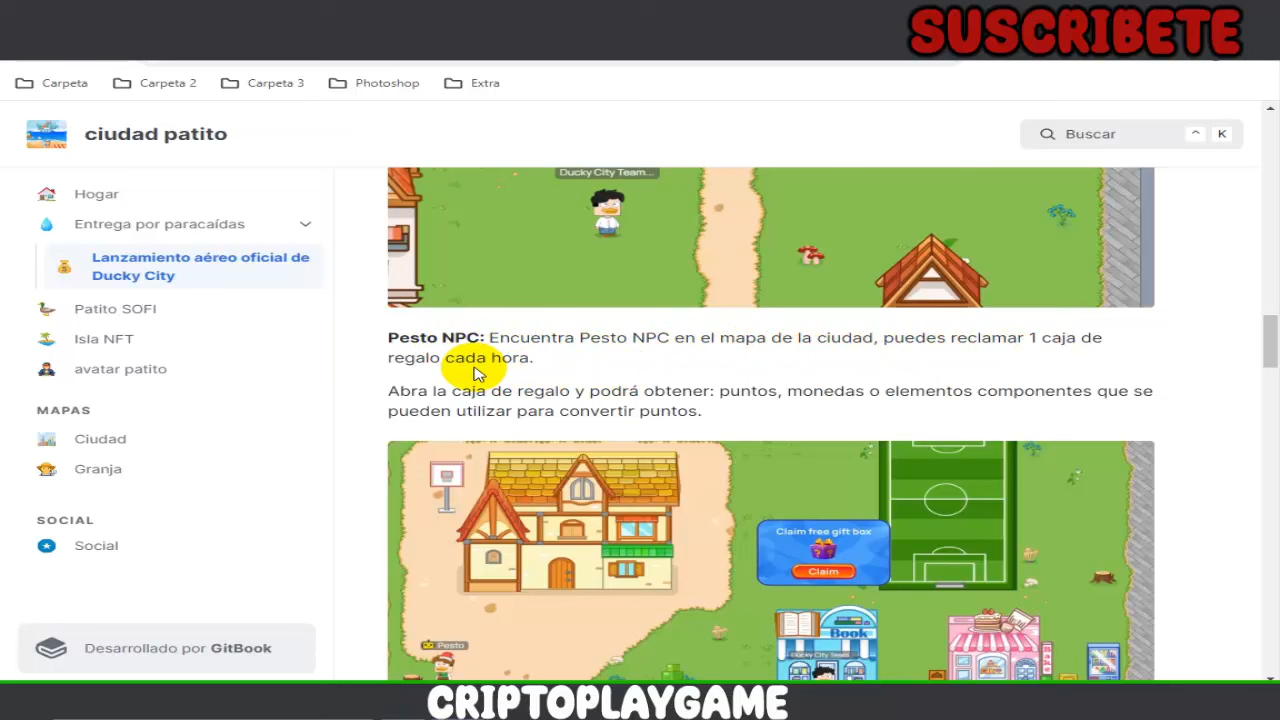 SUSCRIBETE
Carpeta
Carpeta 2
Carpeta 3
Photoshop
Extra
ciudad patito
Buscar
^
K
Hogar
Entrega por paracaídas
Lanzamiento aéreo oficial de
Ducky City
Patito SOFI
Isla NFT
avatar patito
MAPAS
Ciudad
Granja
SOCIAL
Social
Desarrollado por GitBook
Ducky City Team...
Pesto NPC: Encuentra Pesto NPC en el mapa de la ciudad, puedes reclamar 1 caja de
regalo cada hora.
Abra la caja de regalo y podrá obtener: puntos, monedas o elementos componentes que se
pueden utilizar para convertir puntos.
Claim free gift box
Claim
Book
Pesto
Ducky City Team
CRIPTOPLAYGAME